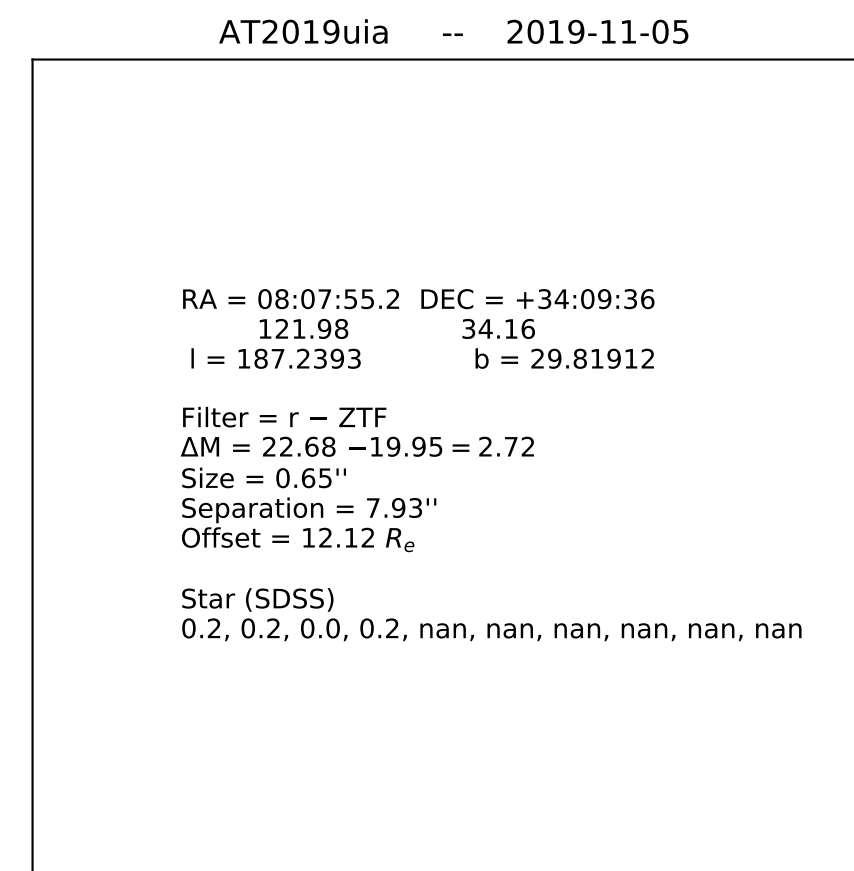 AT2019uia -- 2019-11-05
RA = 08:07:55.2 DEC = +34:09:36
121.98 34.16
l = 187.2393 b = 29.81912
Filter = r − ZTF
ΔM = 22.68 −19.95 = 2.72
Size = 0.65''
Separation = 7.93''
Offset = 12.12 Re
Star (SDSS)
0.2, 0.2, 0.0, 0.2, nan, nan, nan, nan, nan, nan